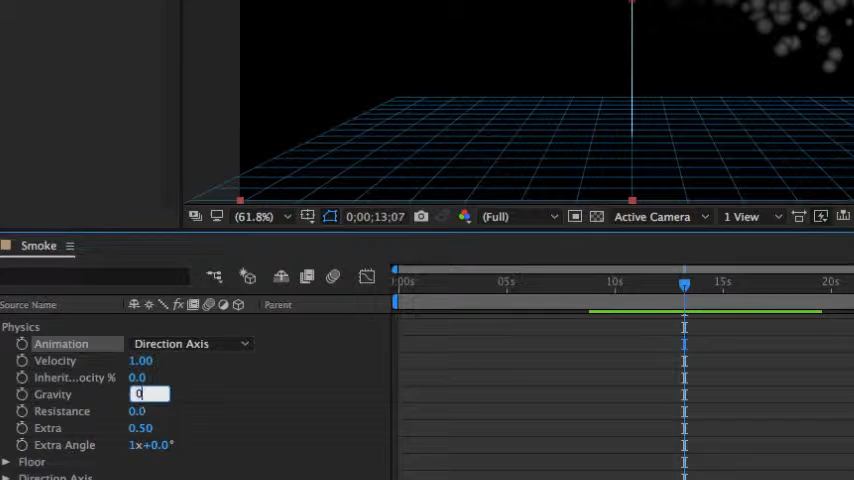 (61.8%) 0;00;13;07 (Full) Active Camera 1 View
Smoke
0:00s 05s 10s 15s 20s
Source Name Parent
Physics
Animation Direction Axis
Velocity 1.00
Inherit...ocity % 0.0
Gravity 0
Resistance 0.0
Extra 0.50
Extra Angle 1x+0.0°
Floor
Direction Axis